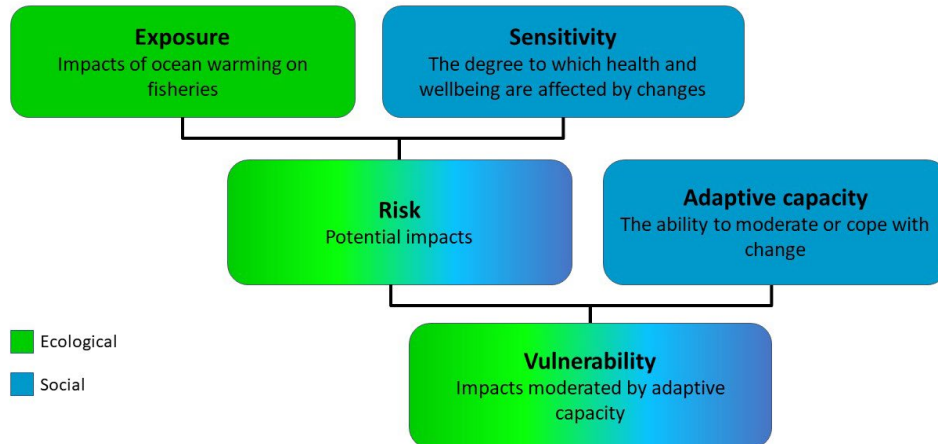 Exposure
Impacts of ocean warming on
fisheries
Sensitivity
The degree to which health and
wellbeing are affected by changes
Risk
Potential impacts
Adaptive capacity
The ability to moderate or cope with
change
Vulnerability
Impacts moderated by adaptive
capacity
Ecological
Social